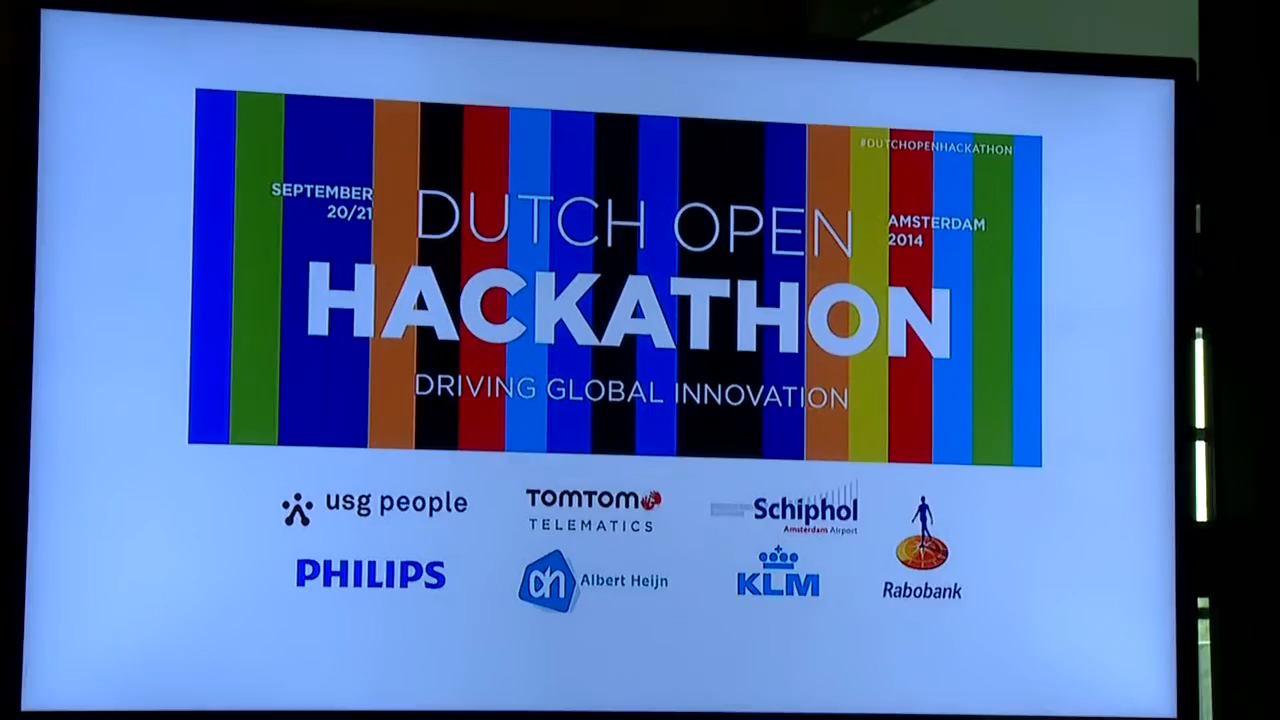 #DUTCHOPENHACKATHON
SEPTEMBER
20/21
DUTCH OPEN
AMSTERDAM
2014
HACKATHON
DRIVING GLOBAL INNOVATION
usg people
TOMTOM
TELEMATICS
Schiphol
Amsterdam Airport
PHILIPS
ah
Albert Heijn
KLM
Rabobank